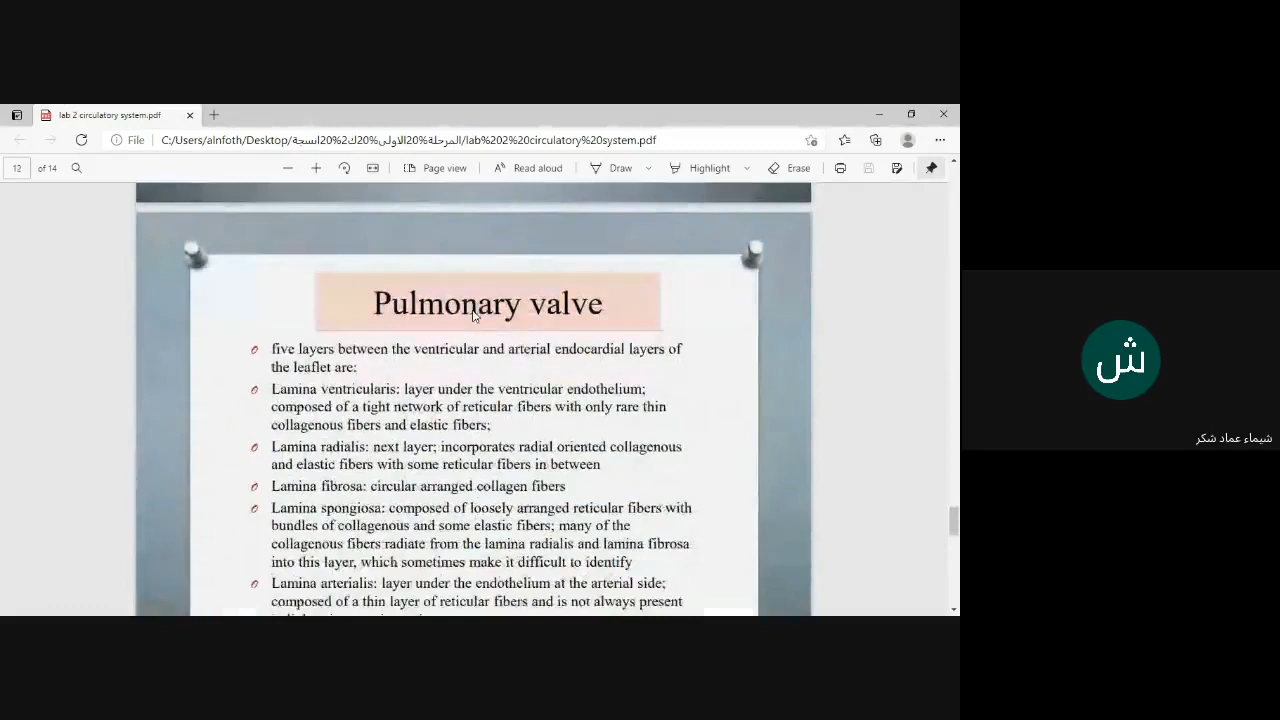 lab 2 circulatory system.pdf
File
C:/Users/alnfoth/Desktop/المرحلة%20الاولى%20ك2%20انسجة/lab%202%20circulatory%20system.pdf
12 of 14
Page view
Read aloud
Draw
Highlight
Erase
Pulmonary valve
five layers between the ventricular and arterial endocardial layers of
the leaflet are:
Lamina ventricularis: layer under the ventricular endothelium;
composed of a tight network of reticular fibers with only rare thin
collagenous fibers and elastic fibers;
Lamina radialis: next layer; incorporates radial oriented collagenous
and elastic fibers with some reticular fibers in between
Lamina fibrosa: circular arranged collagen fibers
Lamina spongiosa: composed of loosely arranged reticular fibers with
bundles of collagenous and some elastic fibers; many of the
collagenous fibers radiate from the lamina radialis and lamina fibrosa
into this layer, which sometimes make it difficult to identify
Lamina arterialis: layer under the endothelium at the arterial side;
composed of a thin layer of reticular fibers and is not always present
ش
شيماء عماد شكر